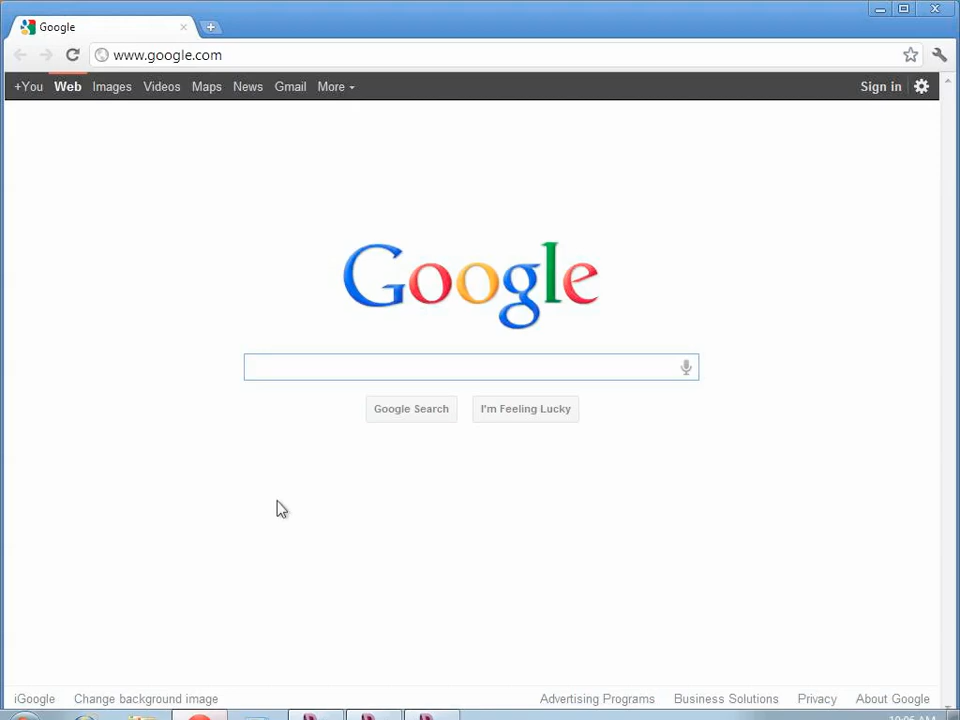 Google
www.google.com
+You Web Images Videos Maps News Gmail More Sign in
Google
Google Search I'm Feeling Lucky
iGoogle Change background image Advertising Programs Business Solutions Privacy About Google